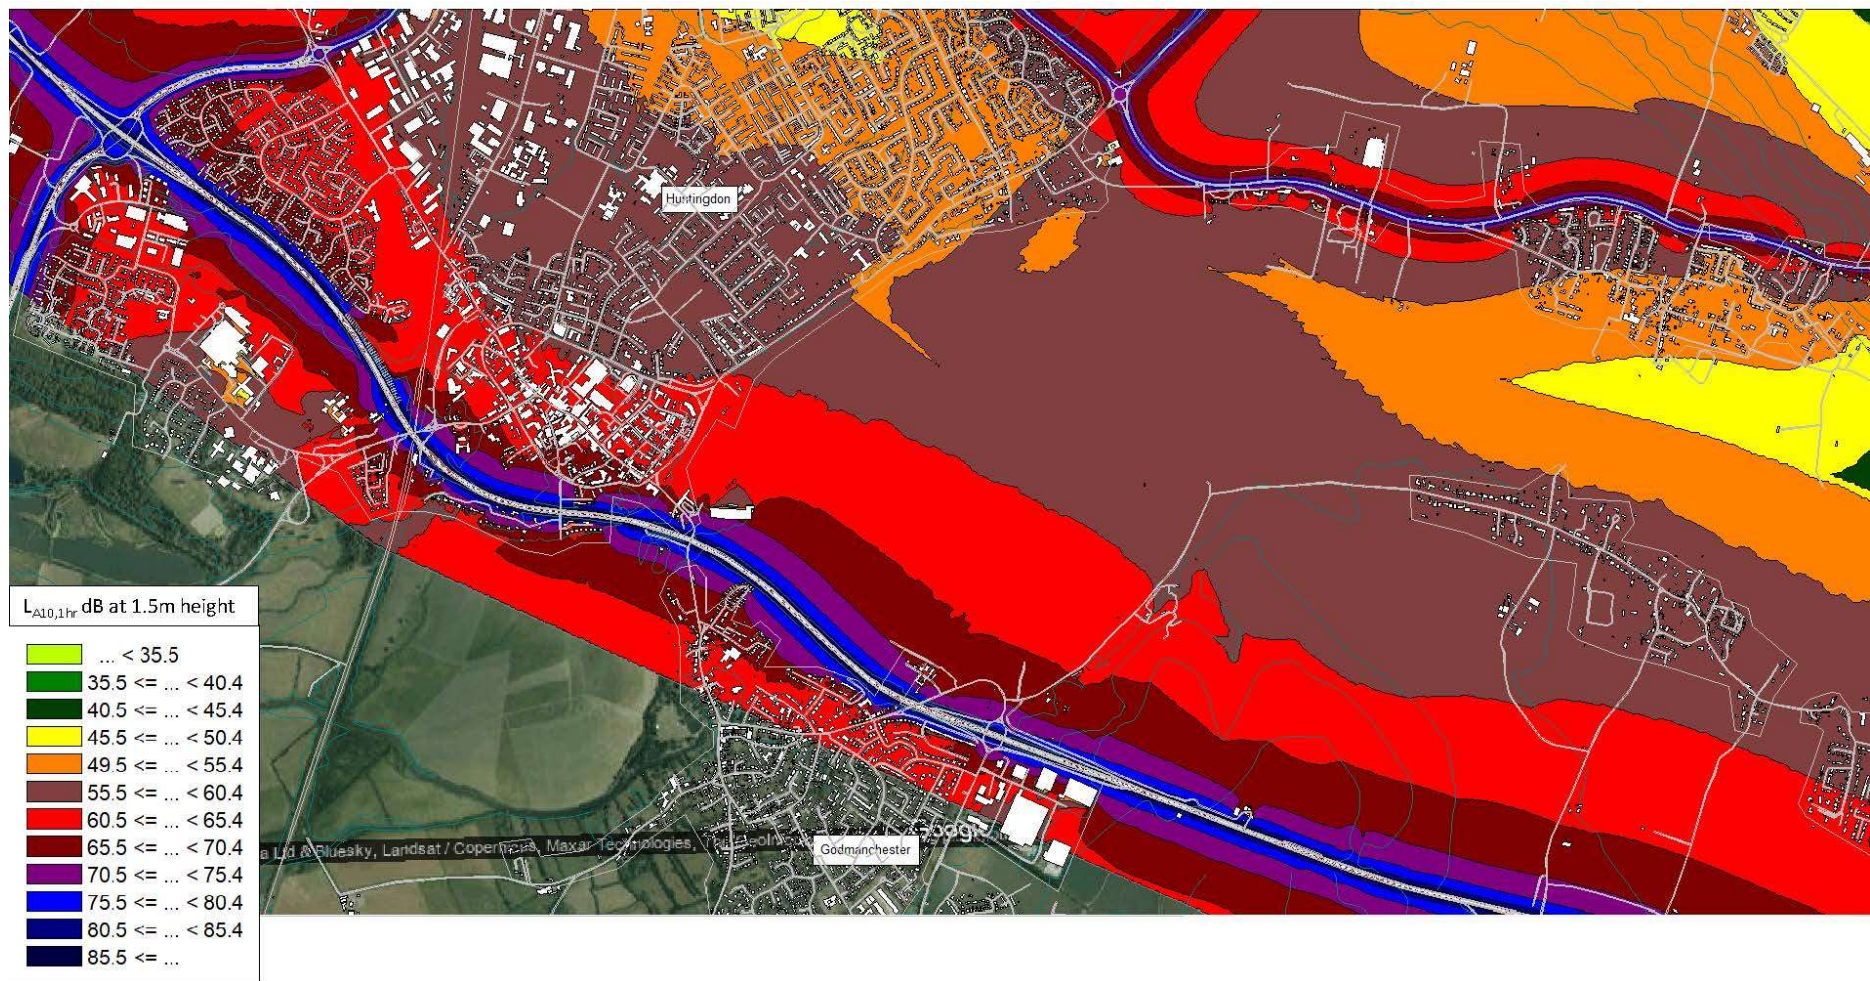 Huntingdon
L_A10,1hr dB at 1.5m height
... < 35.5
35.5 <= ... < 40.4
40.5 <= ... < 45.4
45.5 <= ... < 50.4
49.5 <= ... < 55.4
55.5 <= ... < 60.4
60.5 <= ... < 65.4
65.5 <= ... < 70.4
70.5 <= ... < 75.4
75.5 <= ... < 80.4
80.5 <= ... < 85.4
85.5 <= ...
Ltd & Bluesky, Landsat / Copernicus, Maxar Technologies,
Godmanchester